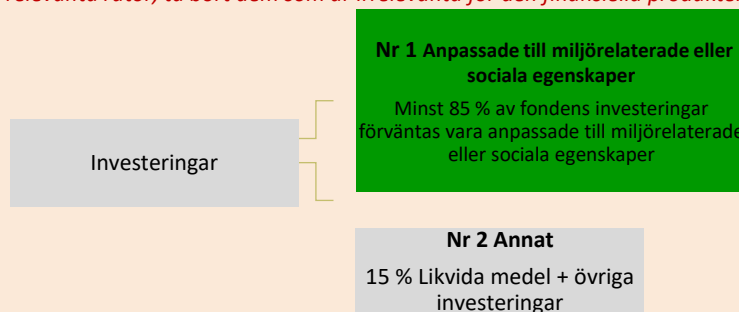 relevanta rutor, ta bort dem som är irrelevanta för den finansiella produkten
Nr 1 Anpassade till miljörelaterade eller
sociala egenskaper
Minst 85 % av fondens investeringar
förväntas vara anpassade till miljörelaterade
eller sociala egenskaper
Investeringar
Nr 2 Annat
15 % Likvida medel + övriga
investeringar